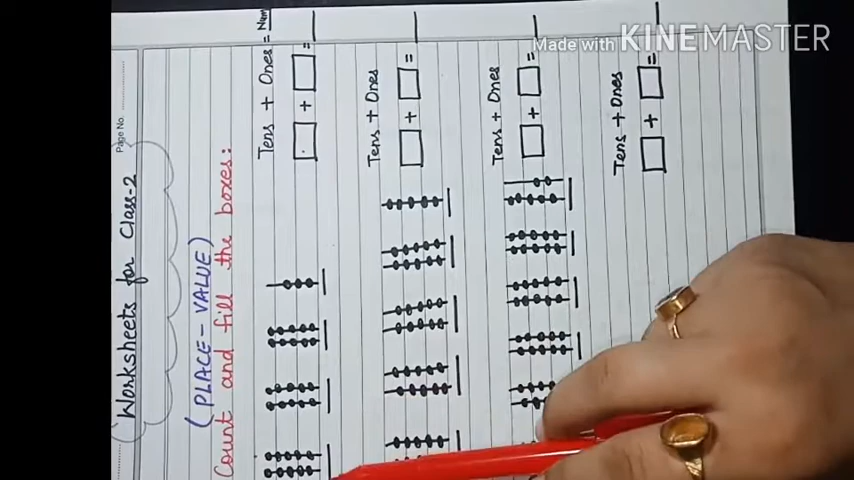 Page No.
Worksheets for Class-2
(PLACE-VALUE)
Count and fill the boxes:
Tens + Ones = Num
+ =
Tens + Ones
+ =
Tens + Ones
+ =
Tens + Ones
+ =
Made with KINEMASTER